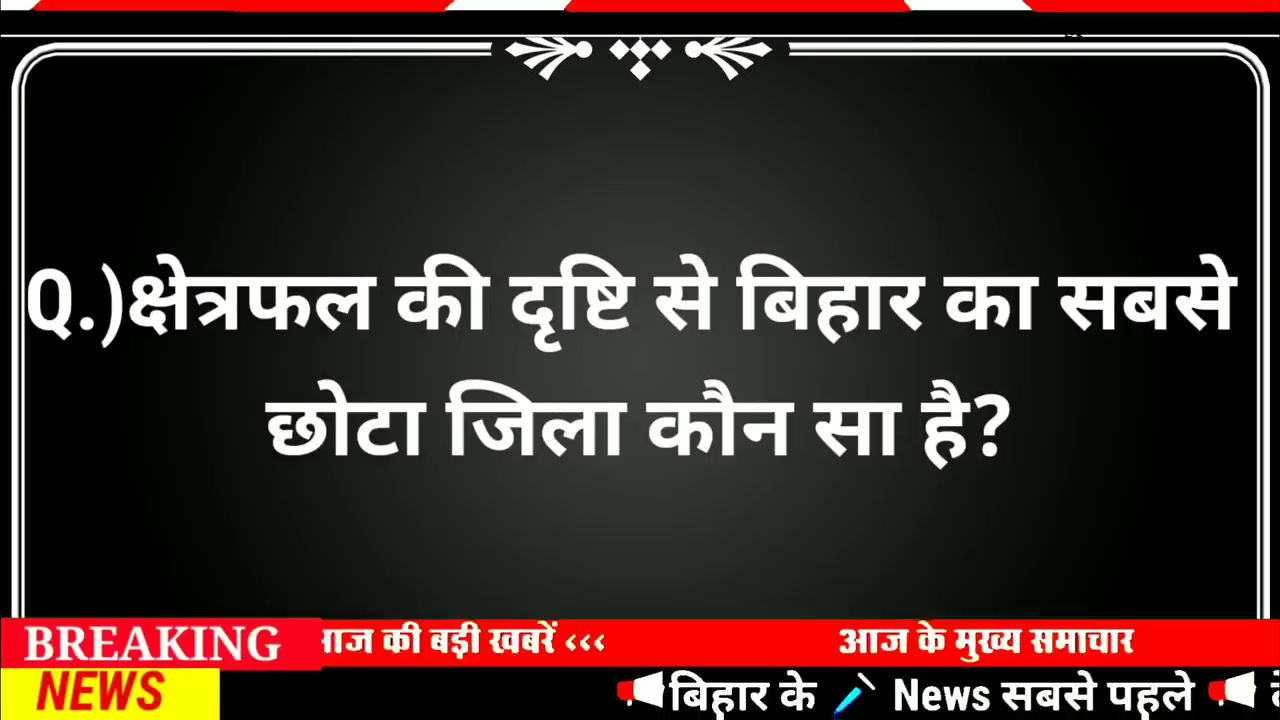 Q.)क्षेत्रफल की दृष्टि से बिहार का सबसे
छोटा जिला कौन सा है?
BREAKING
NEWS
आज की बड़ी खबरें ‹‹‹ आज के मुख्य समाचार
बिहार के News सबसे पहले